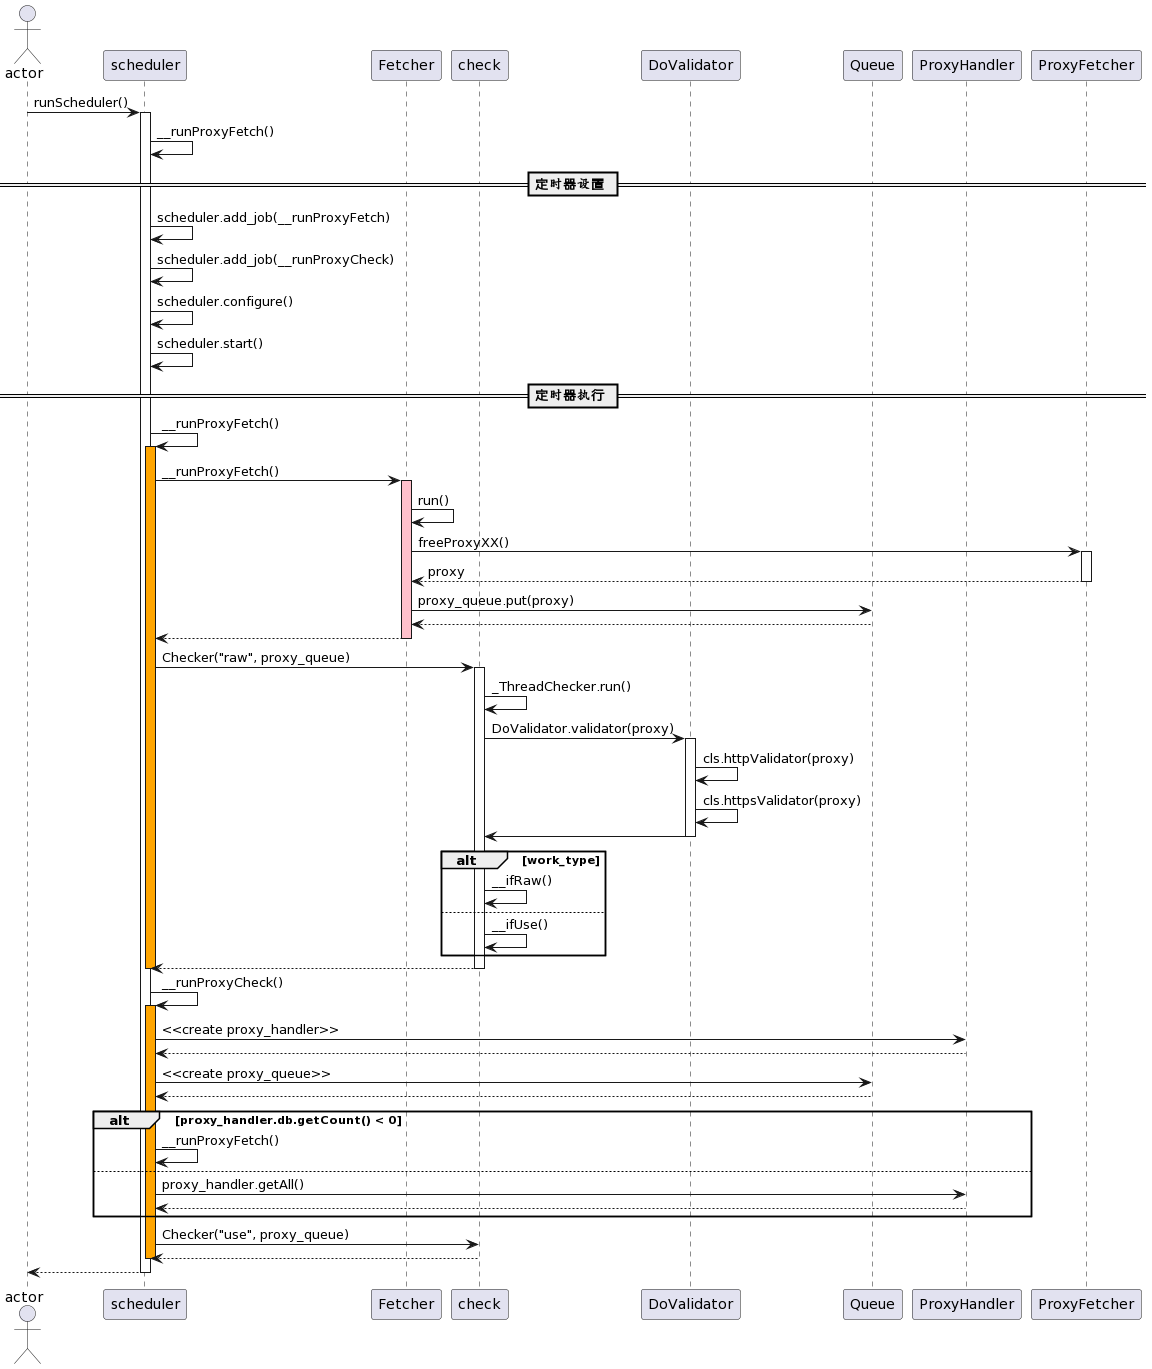 actor
scheduler
Fetcher
check
DoValidator
Queue
ProxyHandler
ProxyFetcher
runScheduler()
__runProxyFetch()
定时器设置
scheduler.add_job(__runProxyFetch)
scheduler.add_job(__runProxyCheck)
scheduler.configure()
scheduler.start()
定时器执行
__runProxyFetch()
__runProxyFetch()
run()
freeProxyXX()
proxy
proxy_queue.put(proxy)
Checker("raw", proxy_queue)
_ThreadChecker.run()
DoValidator.validator(proxy)
cls.httpValidator(proxy)
cls.httpsValidator(proxy)
alt [work_type]
__ifRaw()
__ifUse()
__runProxyCheck()
<<create proxy_handler>>
<<create proxy_queue>>
alt [proxy_handler.db.getCount() < 0]
__runProxyFetch()
proxy_handler.getAll()
Checker("use", proxy_queue)
actor
scheduler
Fetcher
check
DoValidator
Queue
ProxyHandler
ProxyFetcher